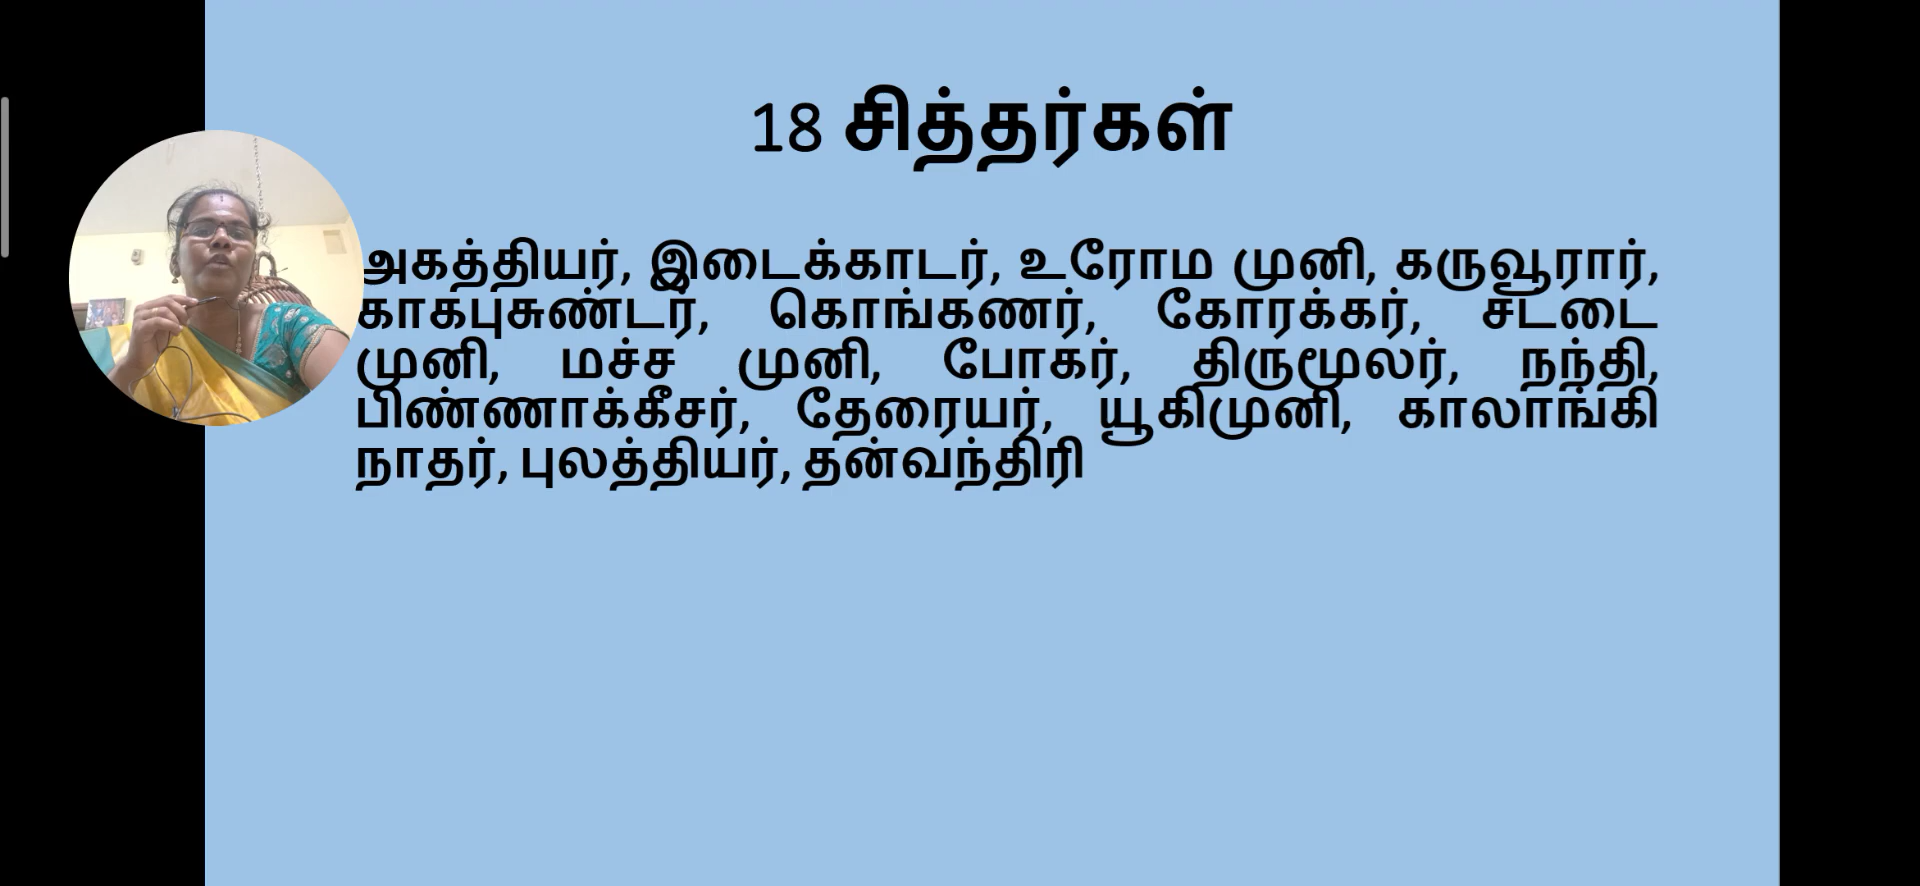 18 சித்தர்கள்
அகத்தியர், இடைக்காடர், உரோம முனி, கருவூரார்,
காகபுசுண்டர், கொங்கணர், கோரக்கர், சட்டை
முனி, மச்ச முனி, போகர், திருமூலர், நந்தி,
பிண்ணாக்கீசர், தேரையர், யூகிமுனி, காலாங்கி
நாதர், புலத்தியர், தன்வந்திரி